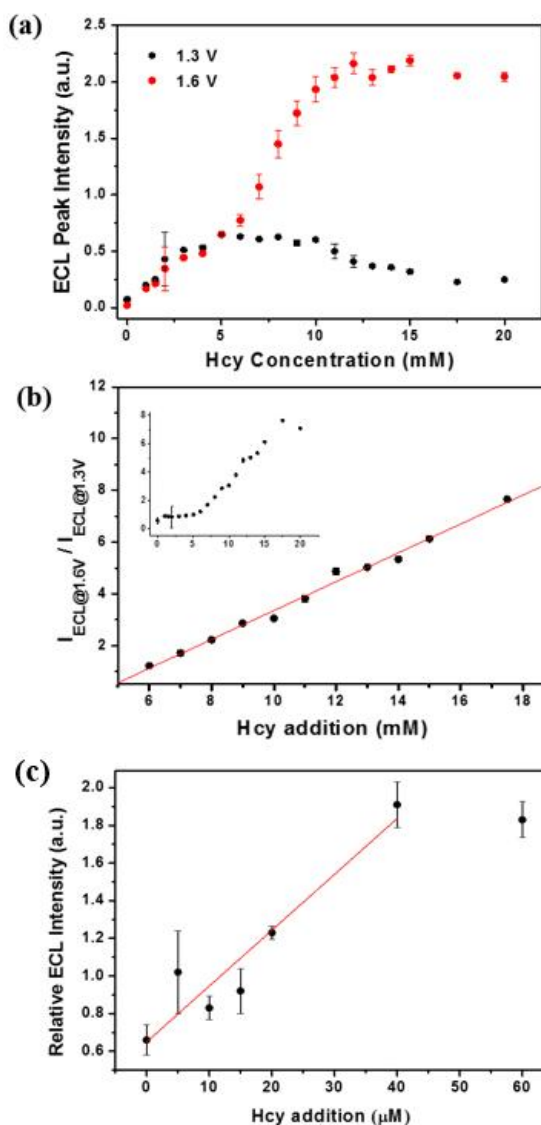 (a)
2.5
2.0
1.5
1.0
0.5
0.0
1.3 V
1.6 V
ECL Peak Intensity (a.u.)
0 5 10 15 20
Hcy Concentration (mM)
(b)
12
10
8
6
4
2
8
6
4
2
0
0 5 10 15 20
I ECL@1.6V / I ECL@1.3V
6 8 10 12 14 16 18
Hcy addition (mM)
(c)
2.0
1.8
1.6
1.4
1.2
1.0
0.8
0.6
Relative ECL Intensity (a.u.)
0 10 20 30 40 50 60
Hcy addition (μM)